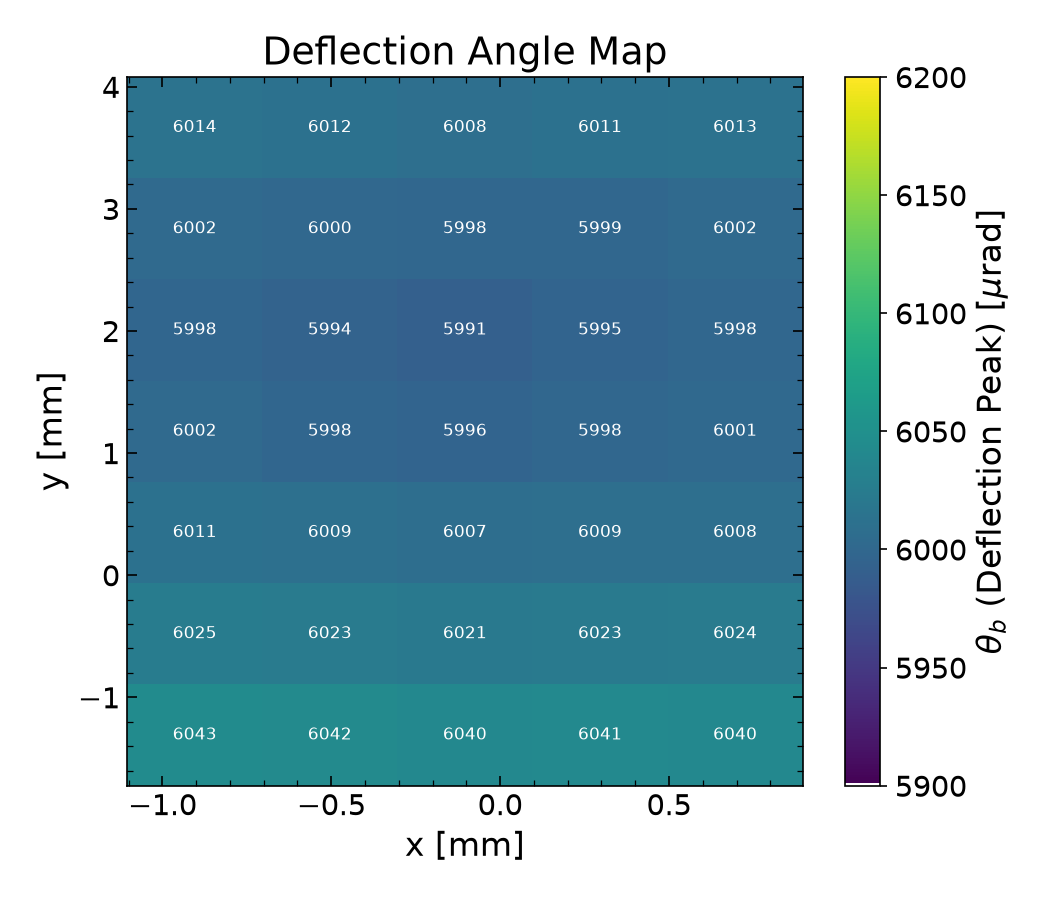 Deflection Angle Map
4
3
2
1
0
−1
y [mm]
6014 6012 6008 6011 6013
6002 6000 5998 5999 6002
5998 5994 5991 5995 5998
6002 5998 5996 5998 6001
6011 6009 6007 6009 6008
6025 6023 6021 6023 6024
6043 6042 6040 6041 6040
−1.0 −0.5 0.0 0.5
x [mm]
6200
6150
6100
6050
6000
5950
5900
θb (Deflection Peak) [μrad]